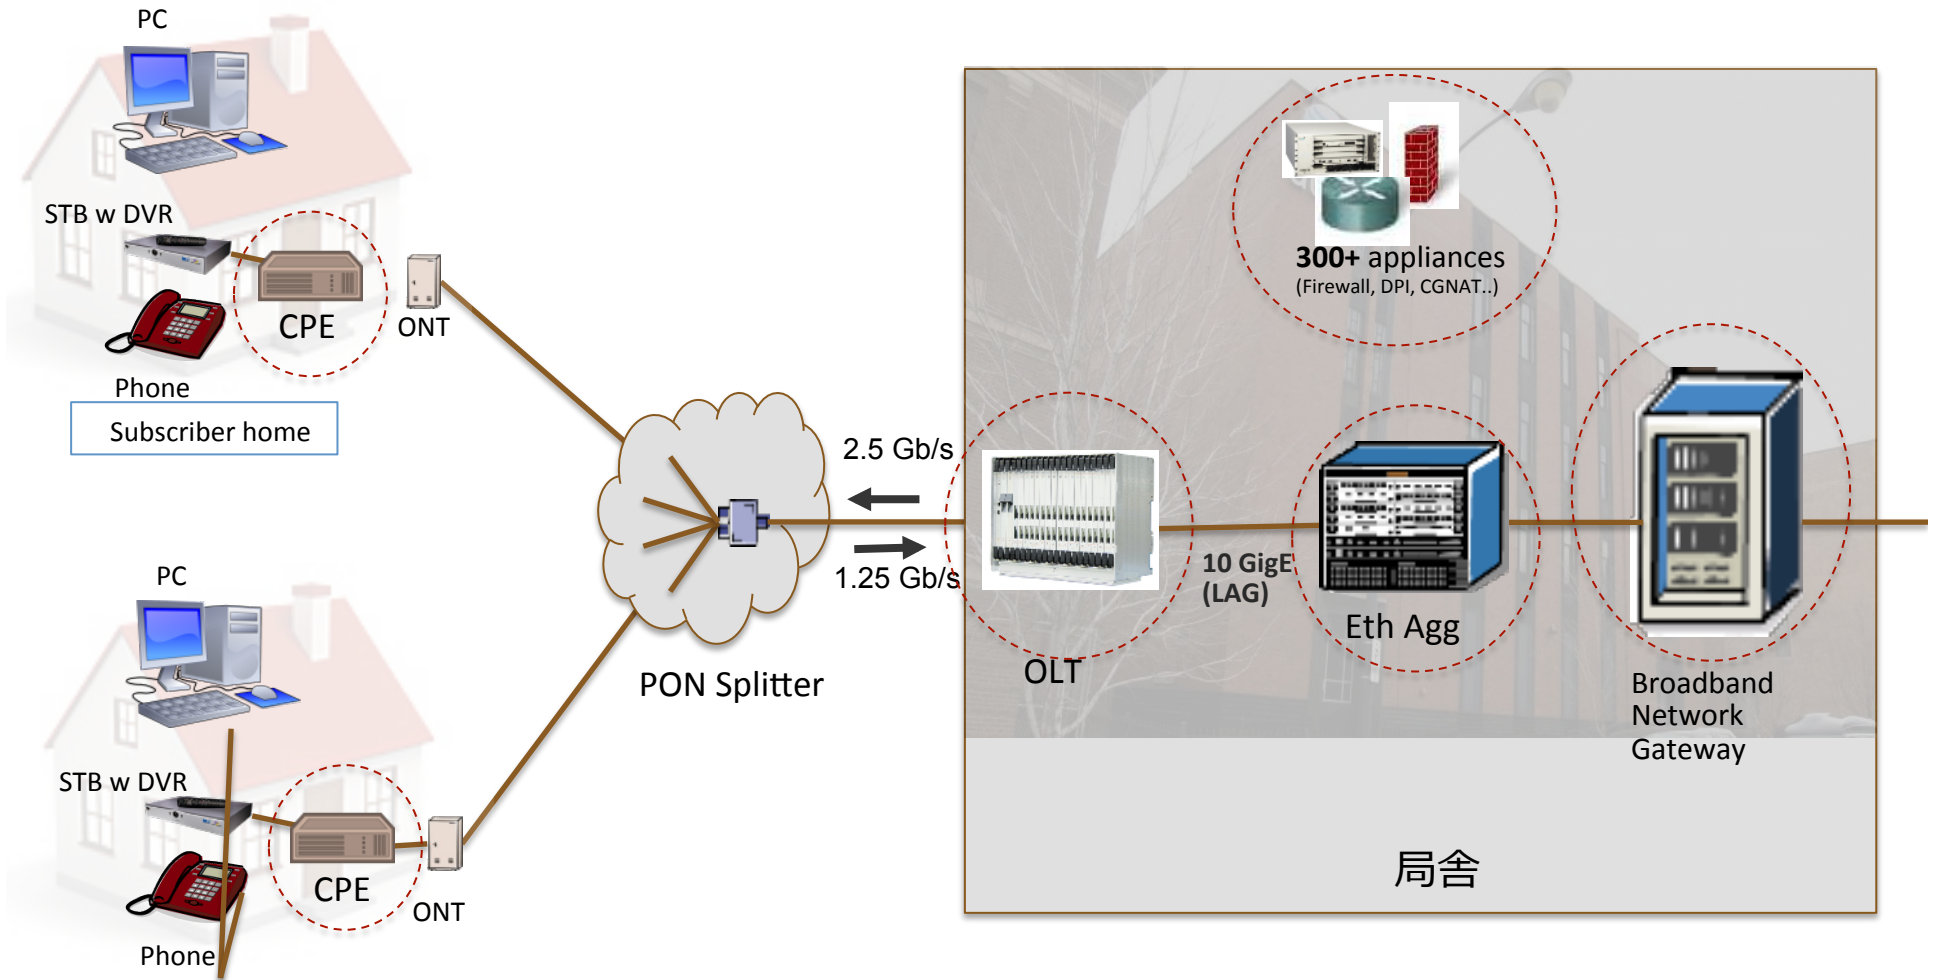 PC
STB w DVR
CPE
ONT
Phone
Subscriber home
PC
STB w DVR
CPE
ONT
Phone
PON Splitter
2.5 Gb/s
1.25 Gb/s
OLT
10 GigE
(LAG)
300+ appliances
(Firewall, DPI, CGNAT..)
Eth Agg
Broadband
Network
Gateway
局舎